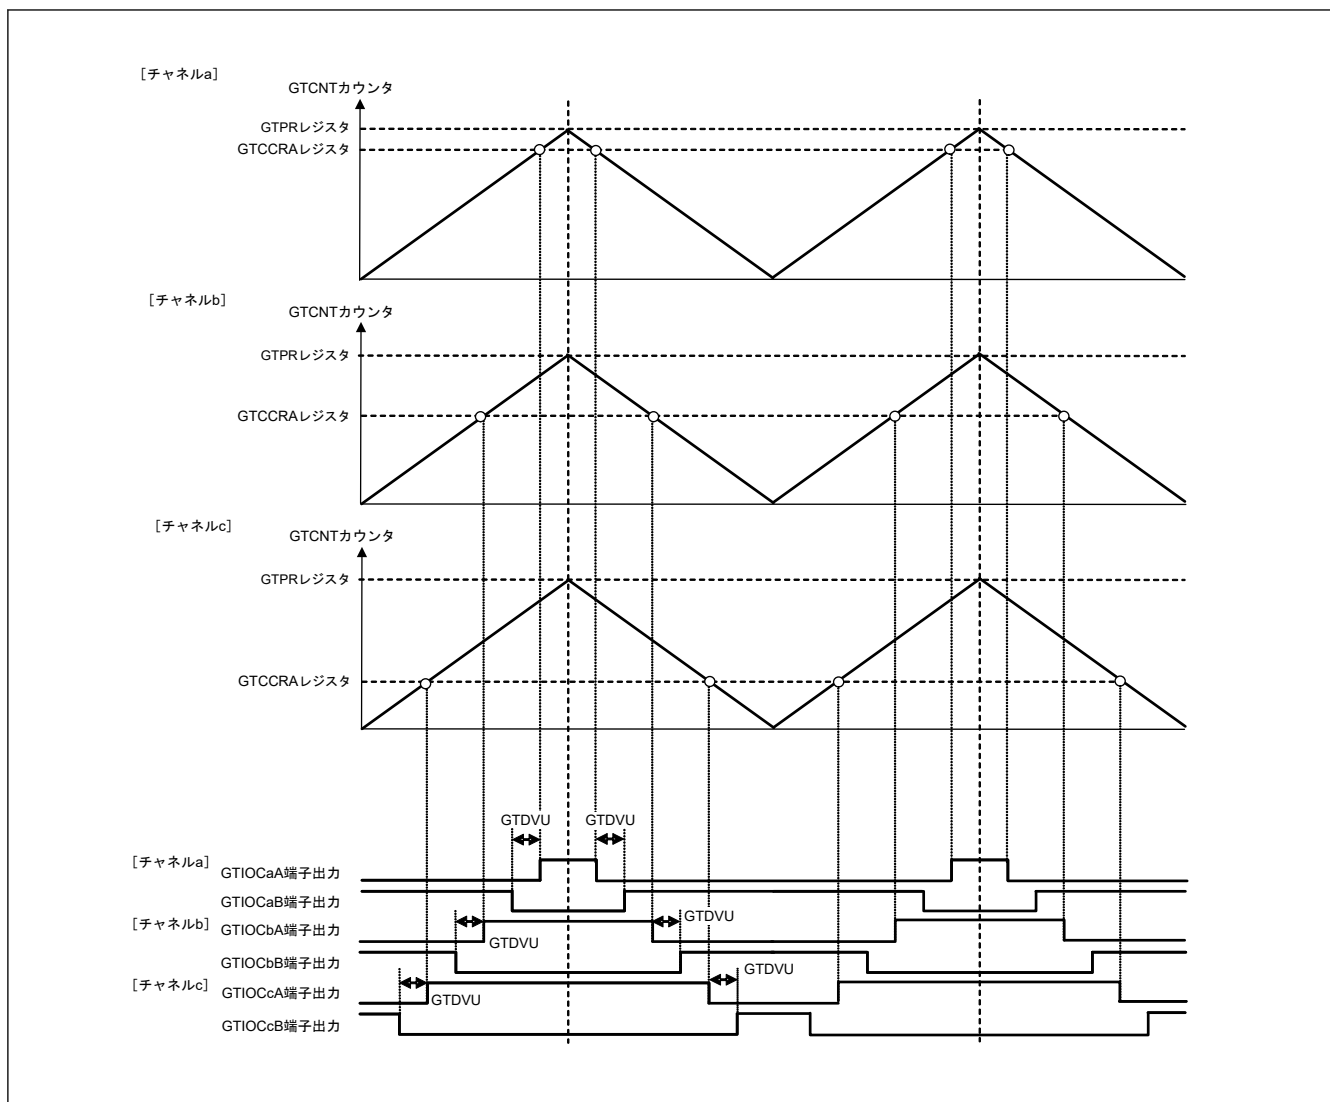 [チャネルa]
GTCNTカウンタ
GTPRレジスタ
GTCCRAレジスタ
[チャネルb]
GTCNTカウンタ
GTPRレジスタ
GTCCRAレジスタ
[チャネルc]
GTCNTカウンタ
GTPRレジスタ
GTCCRAレジスタ
GTDVU GTDVU
[チャネルa]
GTIOCaA端子出力
GTIOCaB端子出力
GTDVU
[チャネルb]
GTIOCbA端子出力
GTDVU
GTIOCbB端子出力
GTDVU
[チャネルc]
GTIOCcA端子出力
GTDVU
GTIOCcB端子出力